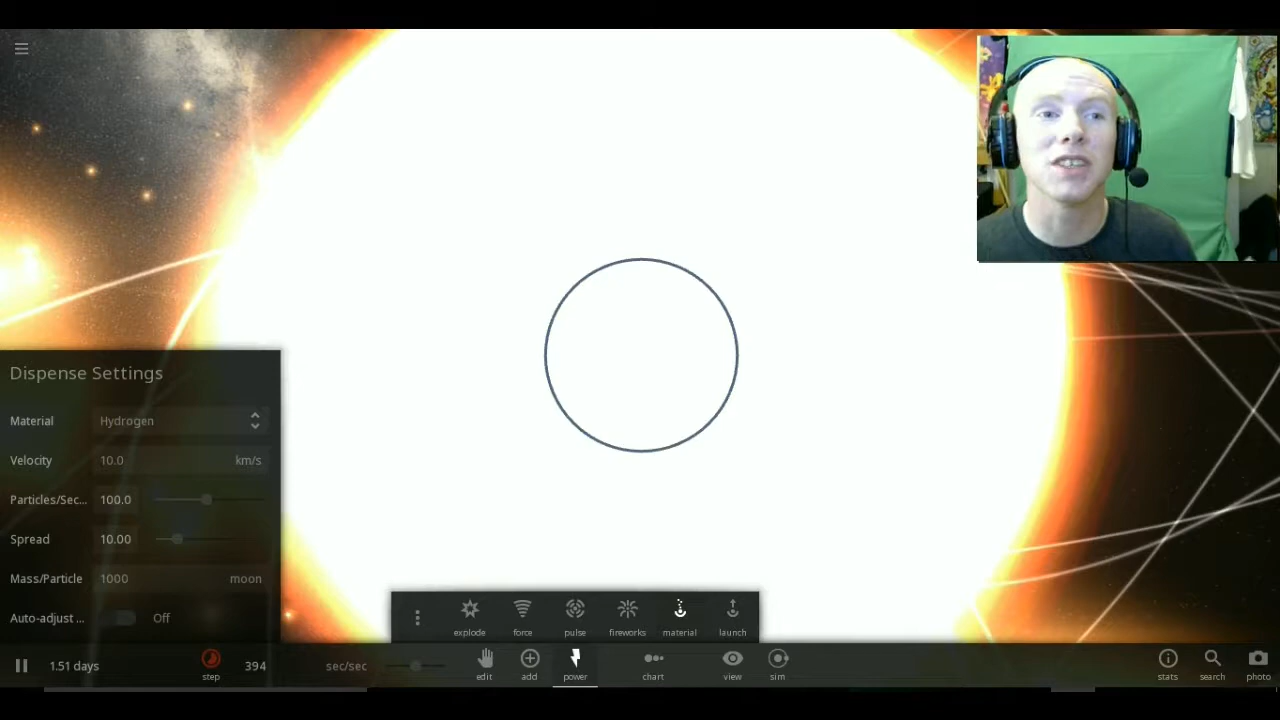 Dispense Settings
Material Hydrogen
Velocity 10.0 km/s
Particles/Sec... 100.0
Spread 10.00
Mass/Particle 1000 moon
Auto-adjust ... Off
explode force pulse fireworks material launch
1.51 days step 394 sec/sec edit add power chart view sim stats search photo